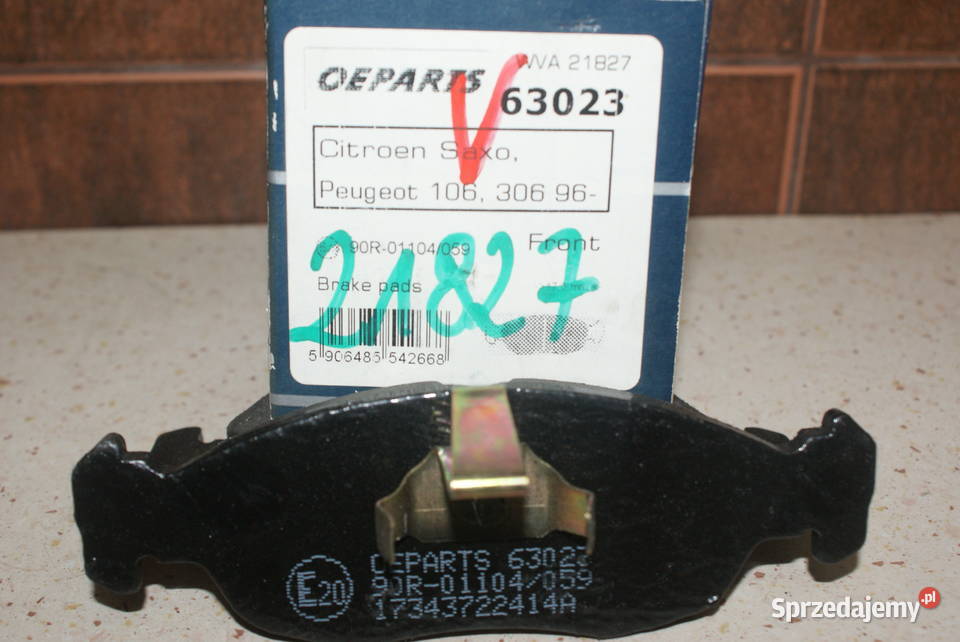 WVA 21827
OEPARTS
63023
Citroen Saxo,
Peugeot 106, 306 96-
90R-01104/059
Front
Brake pads
21827
5 906485 542668
OEPARTS 63023
E20
90R-01104/059
17343722414A
Sprzedajemy.pl